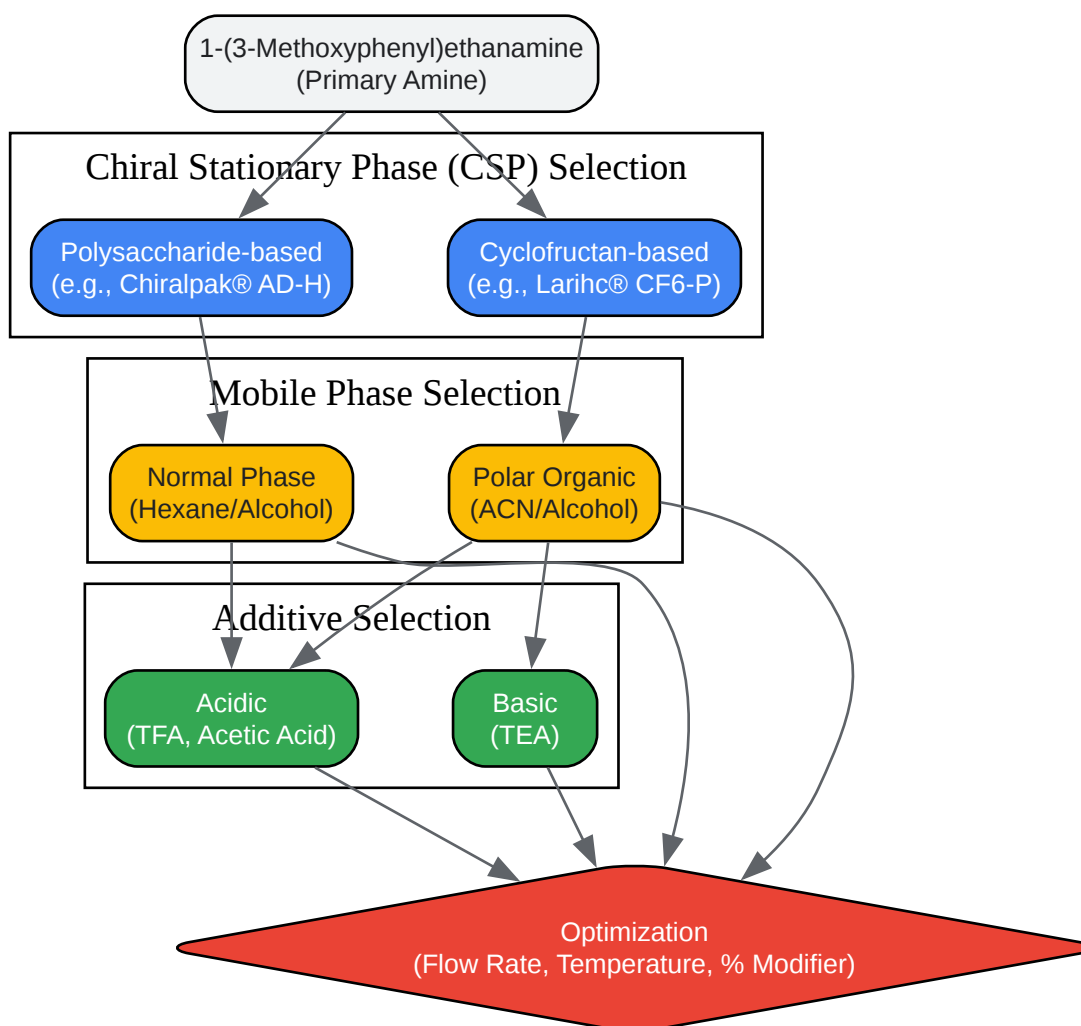 1-(3-Methoxyphenyl)ethanamine
(Primary Amine)
Chiral Stationary Phase (CSP) Selection
Polysaccharide-based
(e.g., Chiralpak® AD-H)
Cyclofructan-based
(e.g., Larihc® CF6-P)
Mobile Phase Selection
Normal Phase
(Hexane/Alcohol)
Polar Organic
(ACN/Alcohol)
Additive Selection
Acidic
(TFA, Acetic Acid)
Basic
(TEA)
Optimization
(Flow Rate, Temperature, % Modifier)